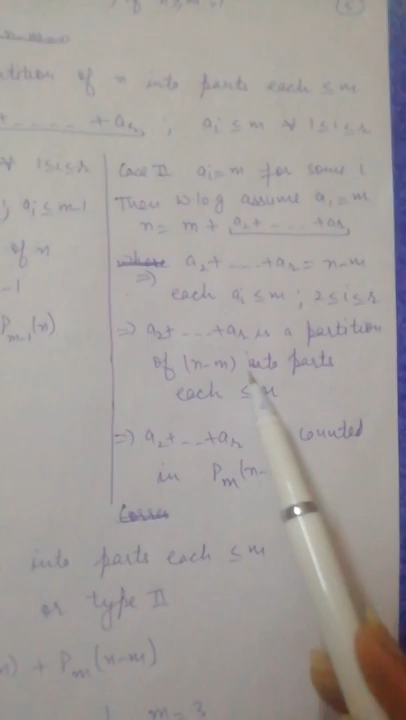 partition of n into parts each ≤ m
+ ..... + ar, ; ai ≤ m ∀ 1≤i≤r
∀ 1≤i≤r
; ai ≤ m-1
of n
-1
Pm-1(n)
Case II ai = m for some i
Then wlog assume a1 = m
n = m + a2 + ... + ar
where a2 + ... + ar = n-m
⇒ each ai ≤ m ; 2≤i≤r
⇒ a2 + ... + ar is a partition
of (n-m) into parts
each ≤ m
⇒ a2 + ... + ar counted
in Pm(n-
into parts each ≤ m
or type II
) + Pm(n-m)
m = 3